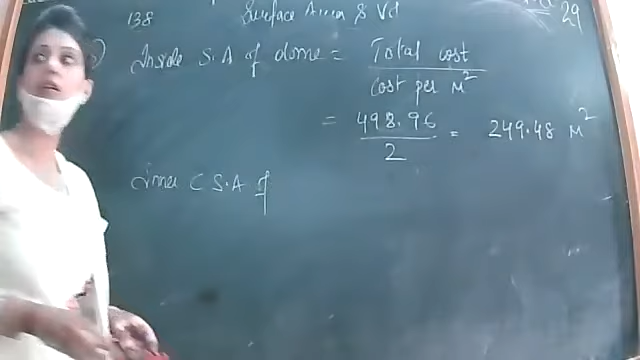 138 Surface Area & Vol 29
Inside S.A of dome = Total cost
cost per M²
= 498.96 = 249.48 M²
2
Inner C S.A of